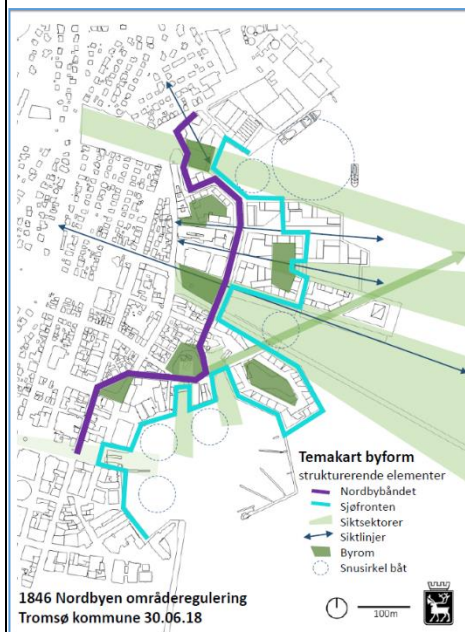 Temakart byform
strukturerende elementer
Nordbybåndet
Sjøfronten
Siktsektorer
Siktlinjer
Byrom
Snusirkel båt
1846 Nordbyen områderegulering
Tromsø kommune 30.06.18
100m